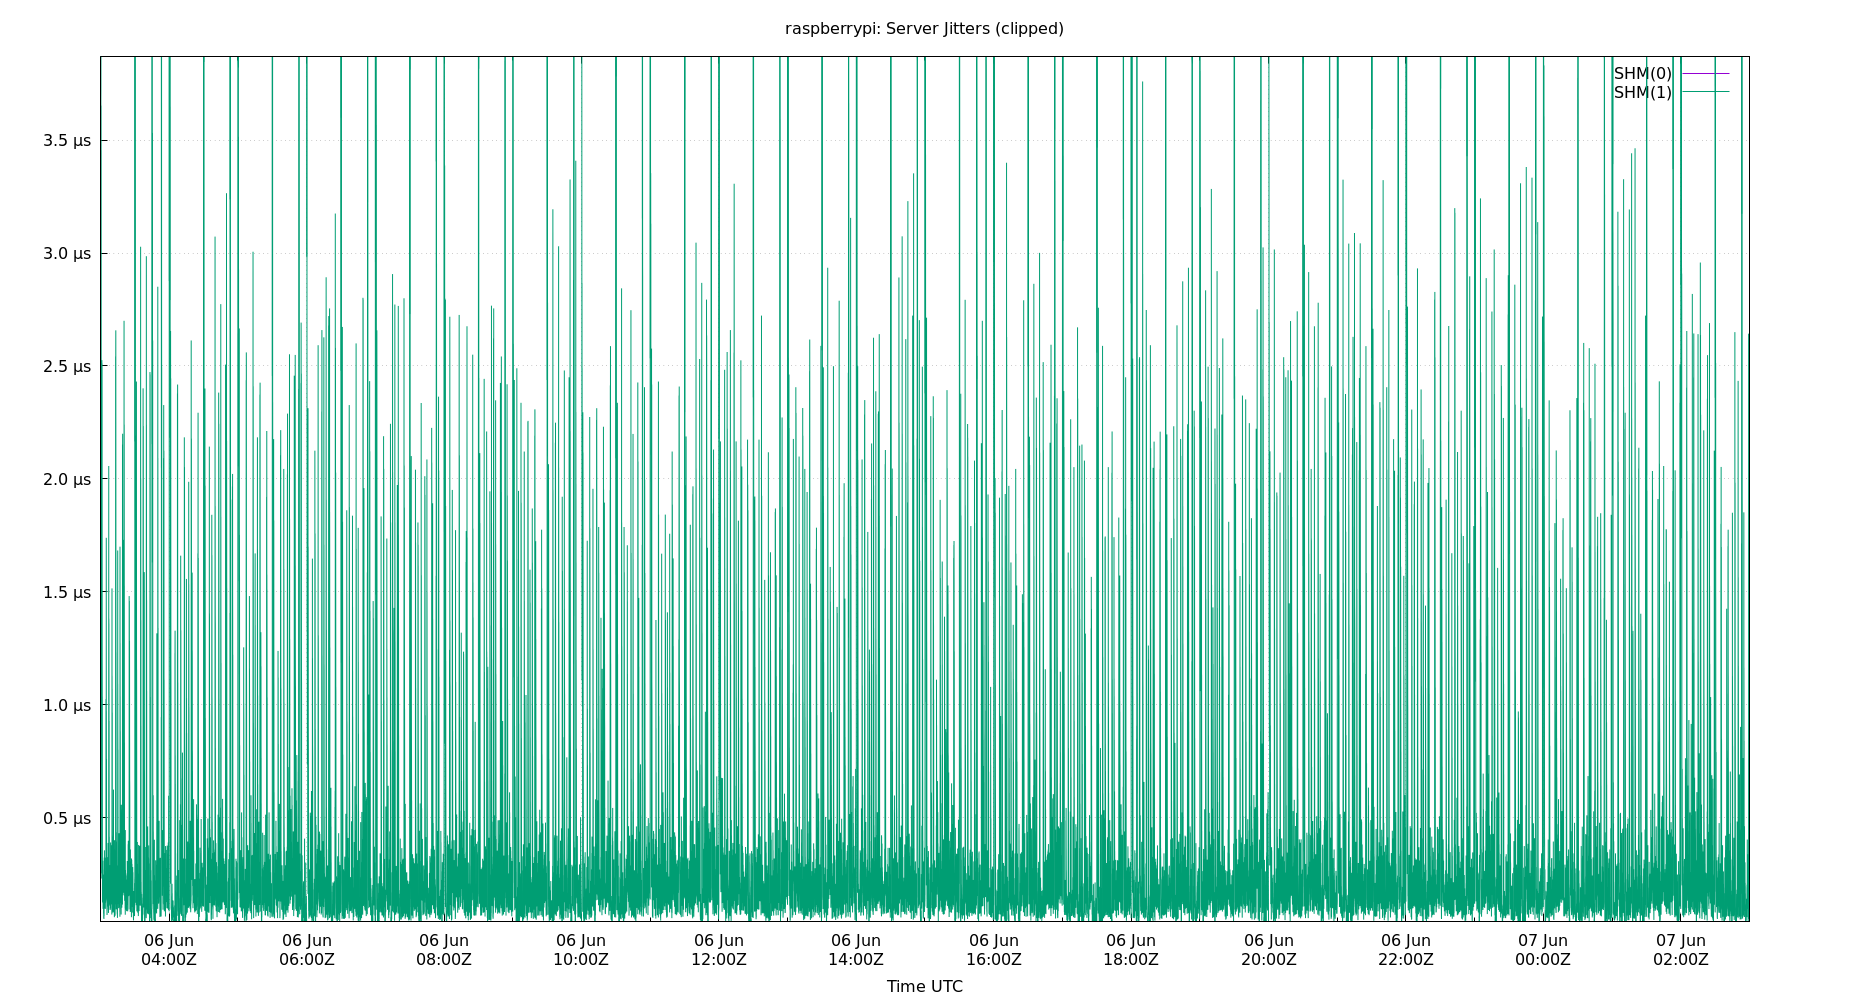 raspberrypi: Server Jitters (clipped)
SHM(0)
SHM(1)
3.5 µs
3.0 µs
2.5 µs
2.0 µs
1.5 µs
1.0 µs
0.5 µs
06 Jun 06 Jun 06 Jun 06 Jun 06 Jun 06 Jun 06 Jun 06 Jun 06 Jun 06 Jun 07 Jun 07 Jun
04:00Z 06:00Z 08:00Z 10:00Z 12:00Z 14:00Z 16:00Z 18:00Z 20:00Z 22:00Z 00:00Z 02:00Z
Time UTC